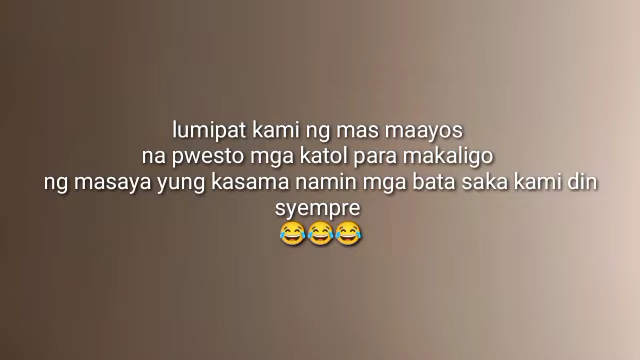 lumipat kami ng mas maayos
na pwesto mga katol para makaligo
ng masaya yung kasama namin mga bata saka kami din
syempre
😂😂😂